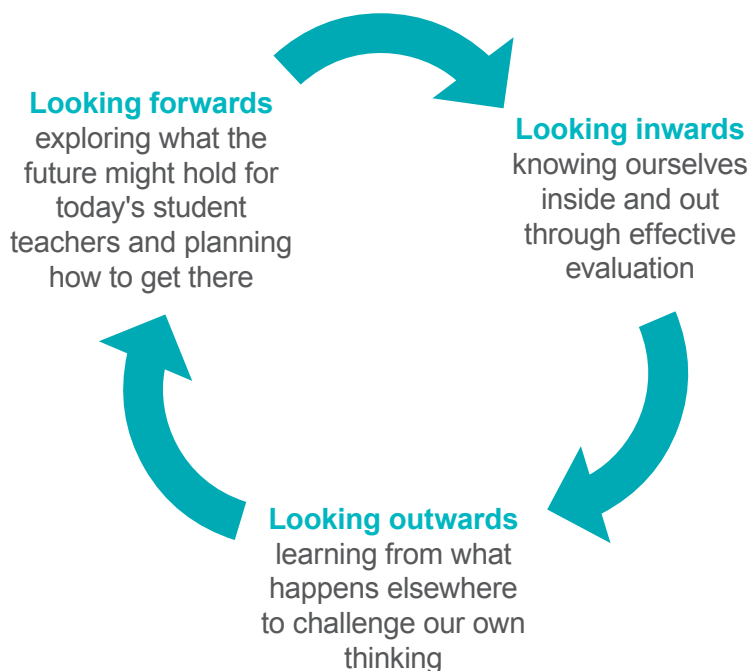 Looking forwards
exploring what the
future might hold for
today's student
teachers and planning
how to get there
Looking inwards
knowing ourselves
inside and out
through effective
evaluation
Looking outwards
learning from what
happens elsewhere
to challenge our own
thinking